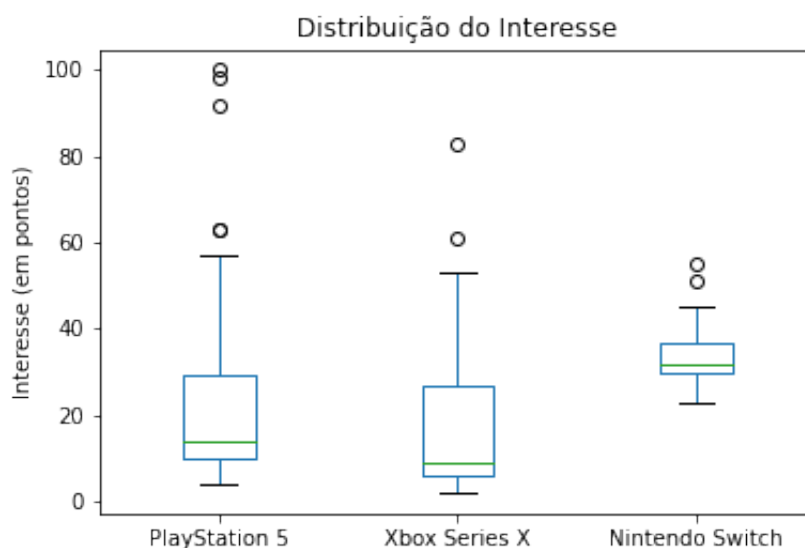 Distribuição do Interesse
Interesse (em pontos)
100
80
60
40
20
0
PlayStation 5
Xbox Series X
Nintendo Switch